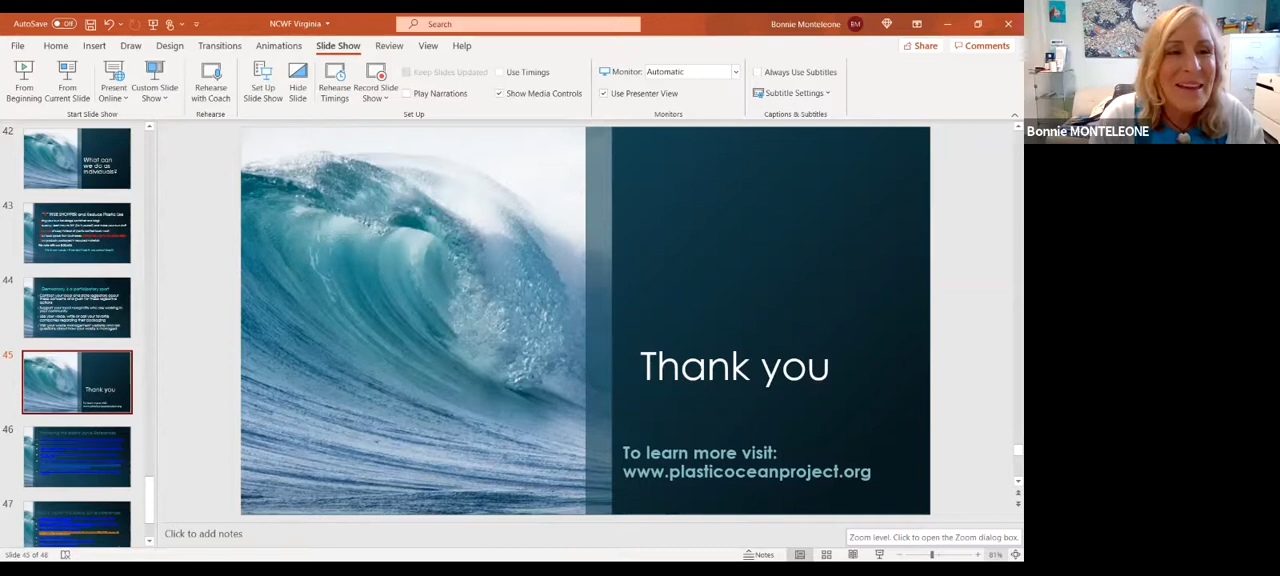 AutoSave Off
NCWF Virginia
Search
Bonnie Monteleone BM
File Home Insert Draw Design Transitions Animations Slide Show Review View Help
Share Comments
From Beginning
From Current Slide
Present Online
Custom Slide Show
Start Slide Show
Rehearse with Coach
Rehearse
Set Up Slide Show
Hide Slide
Rehearse Timings
Record Slide Show
Keep Slides Updated Use Timings
Play Narrations Show Media Controls
Set Up
Monitor: Automatic
Use Presenter View
Monitors
Always Use Subtitles
Subtitle Settings
Captions & Subtitles
Bonnie MONTELEONE
42
What can
we do as
individuals?
43
44
Democracy is a participatory sport
45
Thank you
46
47
Thank you
To learn more visit:
www.plasticoceanproject.org
Click to add notes
Zoom level. Click to open the Zoom dialog box.
Slide 45 of 48
Notes
81%